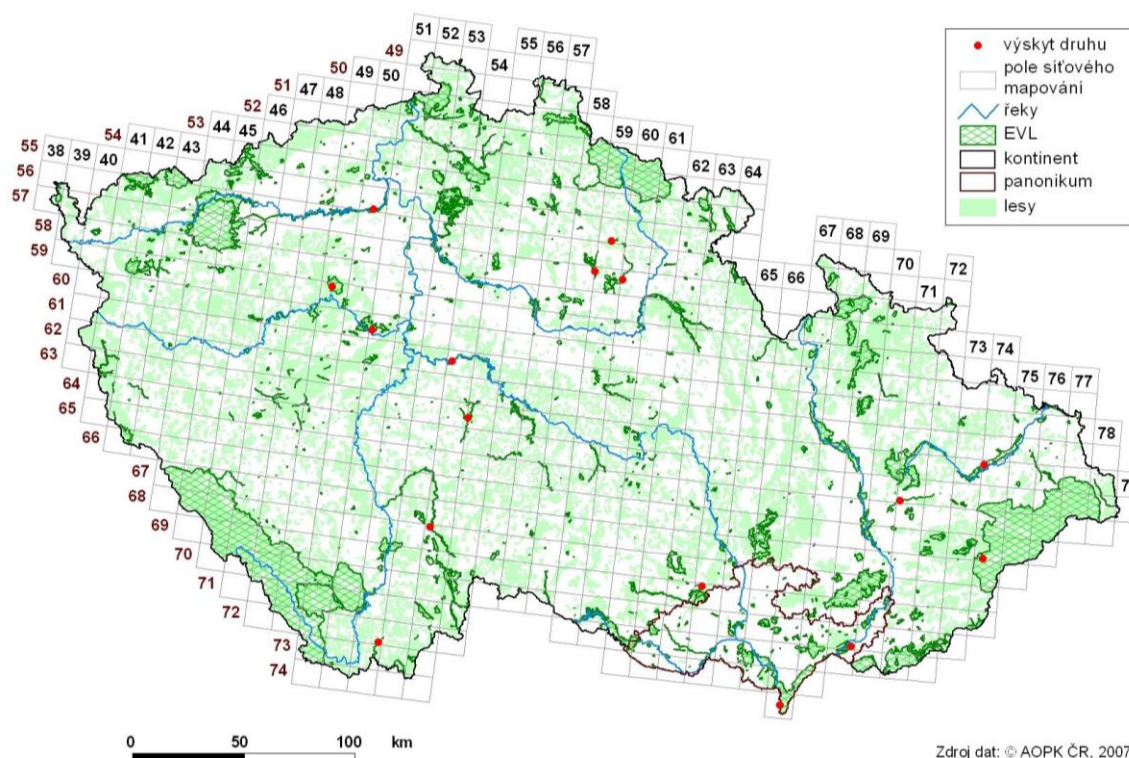 51 52 53
55 56 57
49
54
50 49 50
58
51 47 48
52 46
59 60 61
53 44 45
54 41 42 43
62 63 64
55 38 39 40
56
57
58
59
60
61
62
63
64
65
66
67
68
69
70
71
72
73
74
65 66
67 68 69
70
71
72
73 74
75 76 77
78
7
výskyt druhu
pole síťového
mapování
řeky
EVL
kontinent
panonikum
lesy
0 50 100 km
Zdroj dat: © AOPK ČR, 2007